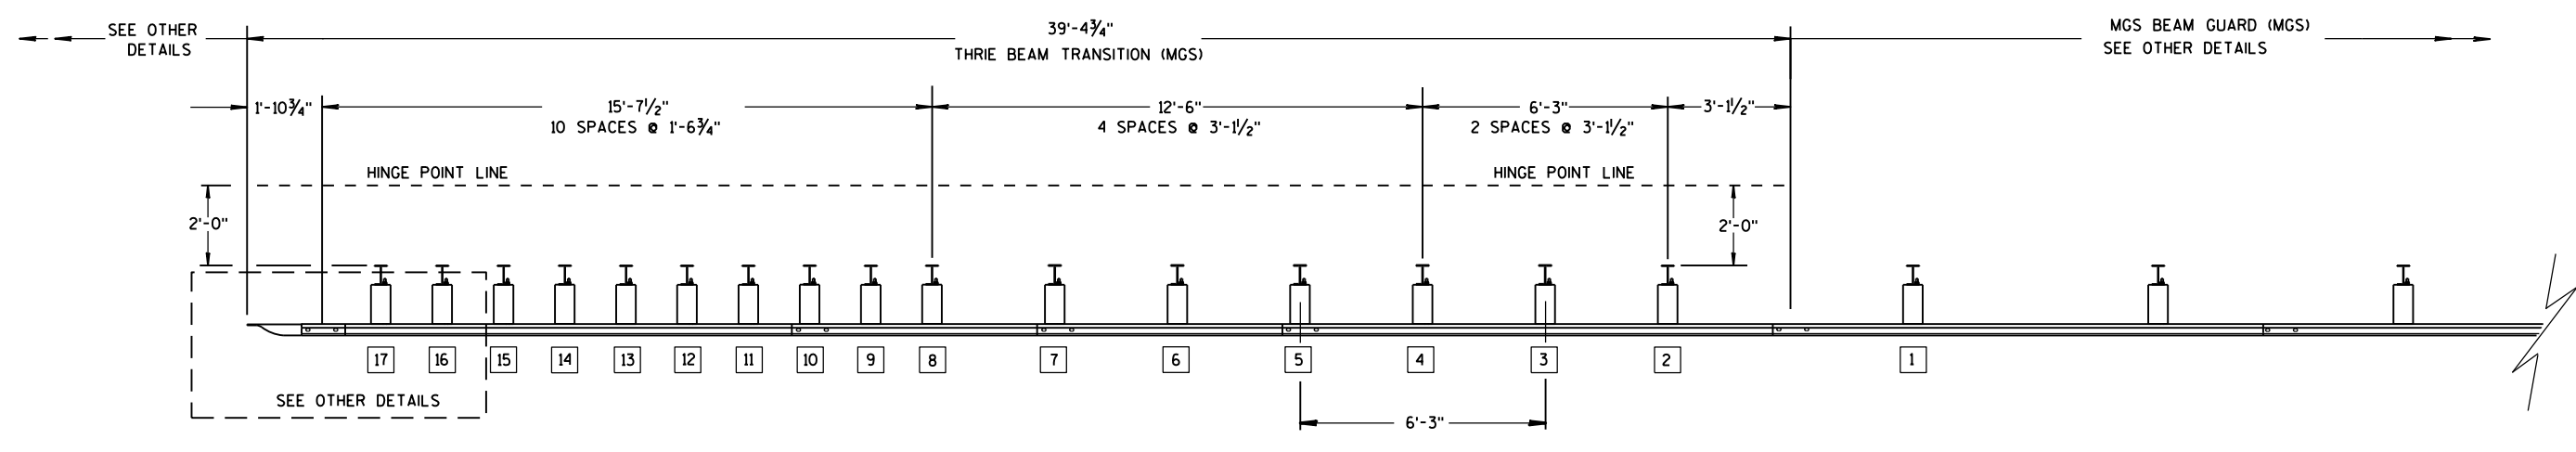 SEE OTHER
DETAILS
39'-4¾"
THRIE BEAM TRANSITION (MGS)
MGS BEAM GUARD (MGS)
SEE OTHER DETAILS
1'-10¾"
15'-7½"
10 SPACES @ 1'-6¾"
12'-6"
4 SPACES @ 3'-1½"
6'-3"
2 SPACES @ 3'-1½"
3'-1½"
HINGE POINT LINE
HINGE POINT LINE
2'-0"
2'-0"
17 16 15 14 13 12 11 10 9 8 7 6 5 4 3 2 1
SEE OTHER DETAILS
6'-3"